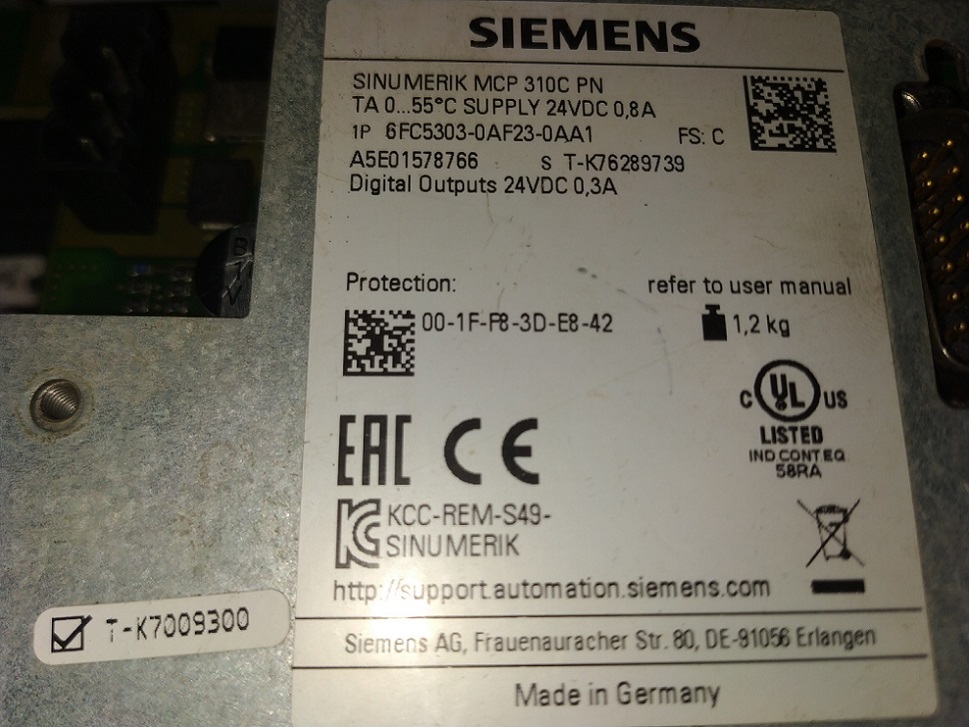 SIEMENS
SINUMERIK MCP 310C PN
TA 0...55°C SUPPLY 24VDC 0,8A
1P 6FC5303-0AF23-0AA1 FS: C
A5E01578766 S T-K76289739
Digital Outputs 24VDC 0,3A
Protection: refer to user manual
00-1F-F8-3D-E8-42 1,2 kg
C UL US
LISTED
IND.CONT.EQ.
58RA
EAC CE
KCC-REM-S49-
SINUMERIK
http://support.automation.siemens.com
T-K7009300
Siemens AG, Frauenauracher Str. 80, DE-91056 Erlangen
Made in Germany